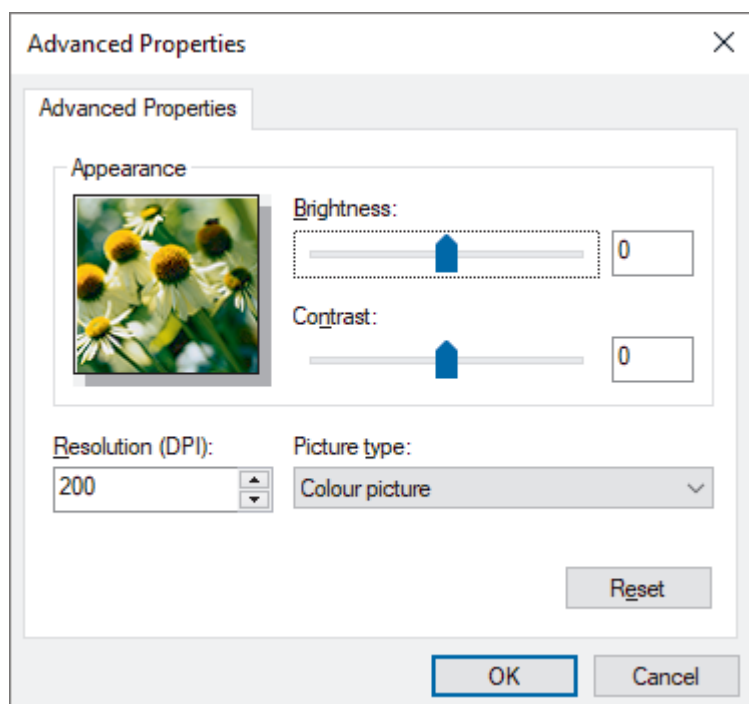 Advanced Properties
Advanced Properties
Appearance
Brightness:
0
Contrast:
0
Resolution (DPI):
Picture type:
200
Colour picture
Reset
OK
Cancel